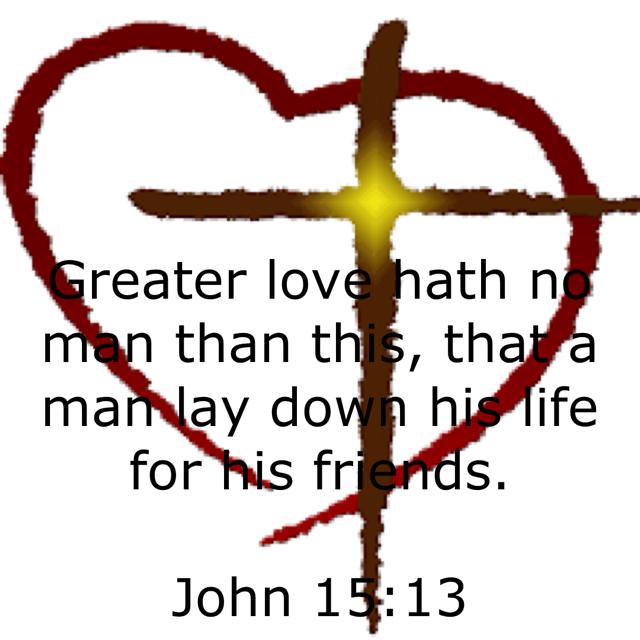 Greater love hath no
man than this, that a
man lay down his life
for his friends.
John 15:13